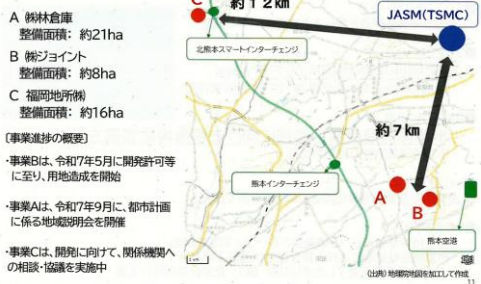 A ㈱林倉庫
整備面積: 約21ha
B ㈱ジョイント
整備面積: 約8ha
C 福岡地所㈱
整備面積: 約16ha
〔事業進捗の概要〕
・事業Bは、令和7年5月に開発許可等
に至り、用地造成を開始
・事業Aは、令和7年9月に、都市計画
に係る地域説明会を開催
・事業Cは、開発に向けて、関係機関へ
の相談・協議を実施中
C
約12km
JASM(TSMC)
北熊本スマートインターチェンジ
約7km
熊本インターチェンジ
A
B
熊本空港
(出典)地理院地図を加工して作成
11